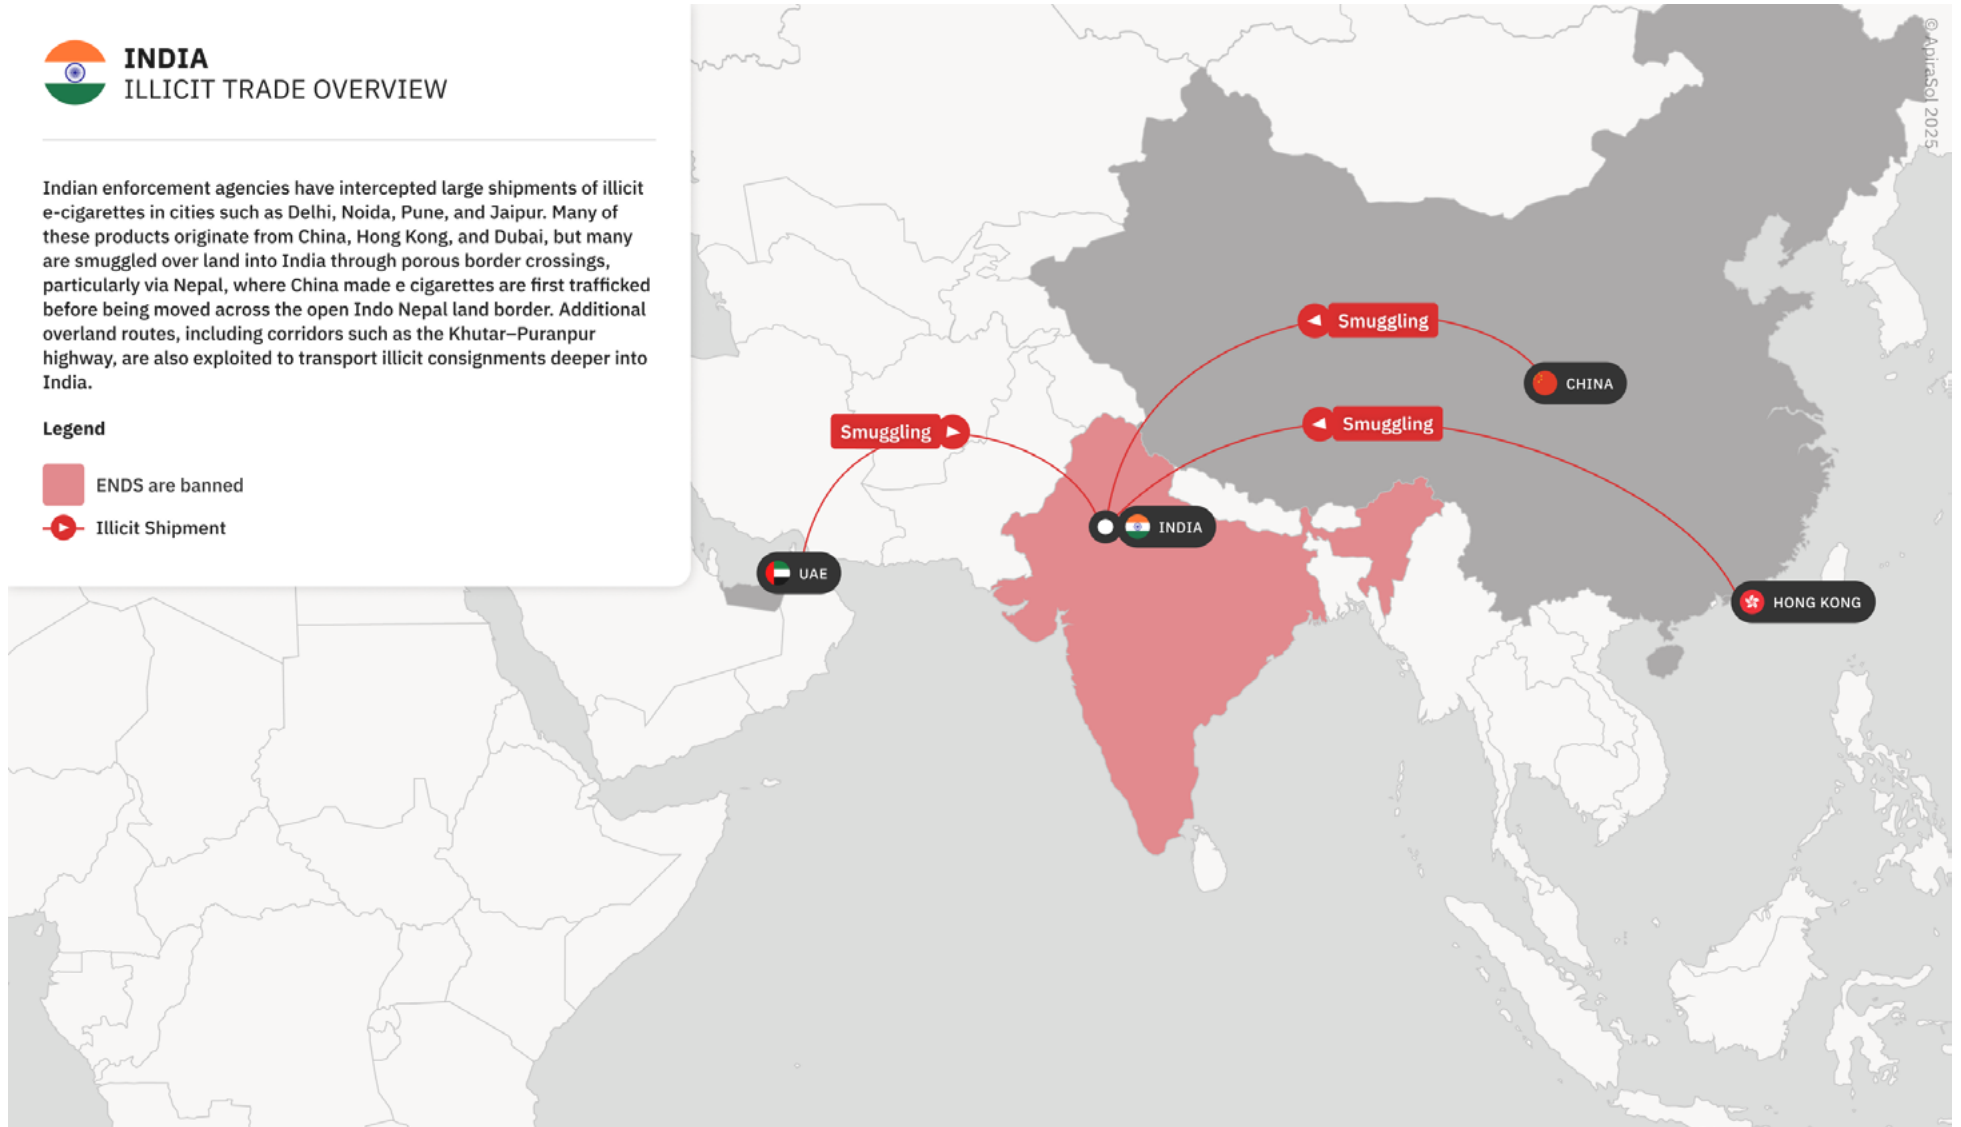 INDIA
ILLICIT TRADE OVERVIEW
Indian enforcement agencies have intercepted large shipments of illicit
e-cigarettes in cities such as Delhi, Noida, Pune, and Jaipur. Many of
these products originate from China, Hong Kong, and Dubai, but many
are smuggled over land into India through porous border crossings,
particularly via Nepal, where China made e cigarettes are first trafficked
before being moved across the open Indo Nepal land border. Additional
overland routes, including corridors such as the Khutar–Puranpur
highway, are also exploited to transport illicit consignments deeper into
India.
Legend
ENDS are banned
Illicit Shipment
Smuggling
CHINA
Smuggling
Smuggling
INDIA
UAE
HONG KONG
© ApiraSol 2025